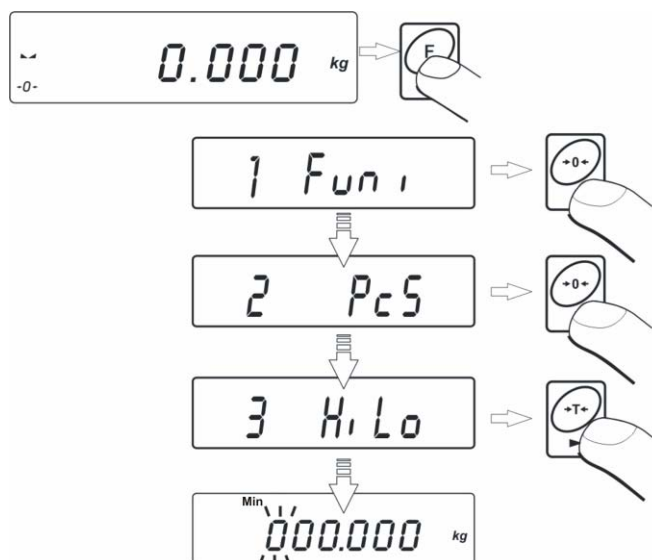 -0- 0.000 kg F
1 Funi →0←
2 PcS →0←
3 HiLo →T←
Min
000.000 kg